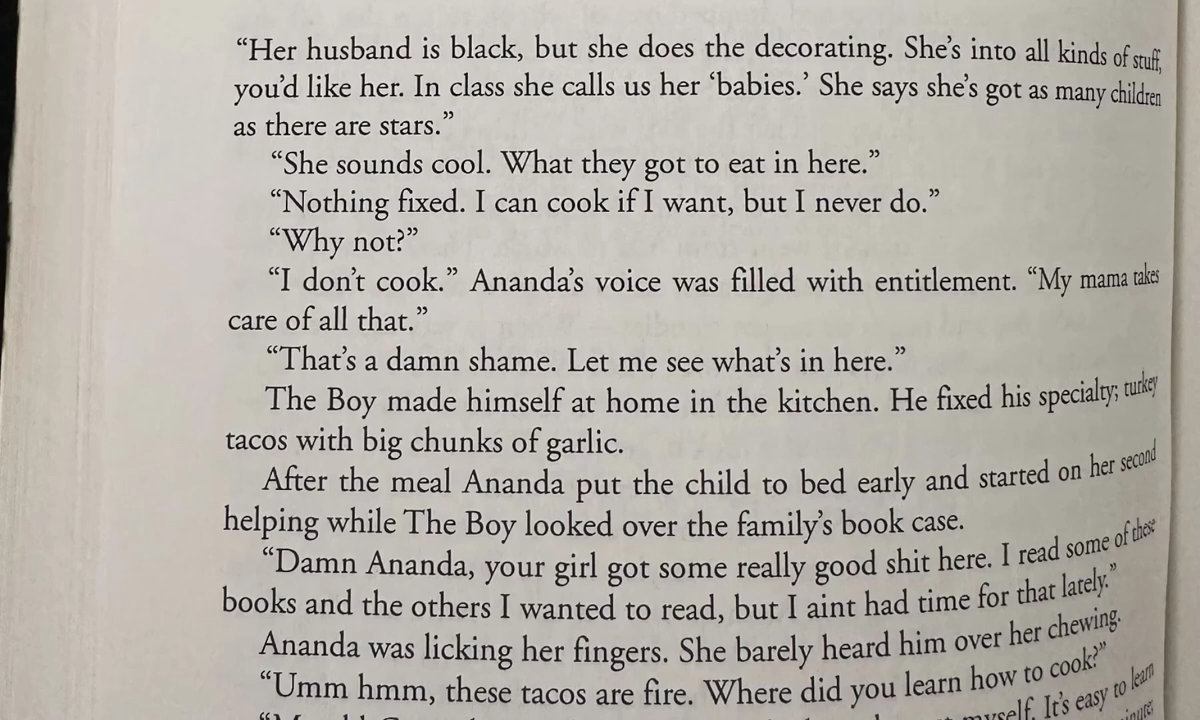 “Her husband is black, but she does the decorating. She’s into all kinds of stuff,
you’d like her. In class she calls us her ‘babies.’ She says she’s got as many children
as there are stars.”
“She sounds cool. What they got to eat in here.”
“Nothing fixed. I can cook if I want, but I never do.”
“Why not?”
“I don’t cook.” Ananda’s voice was filled with entitlement. “My mama takes
care of all that.”
“That’s a damn shame. Let me see what’s in here.”
The Boy made himself at home in the kitchen. He fixed his specialty; turkey
tacos with big chunks of garlic.
After the meal Ananda put the child to bed early and started on her second
helping while The Boy looked over the family’s book case.
“Damn Ananda, your girl got some really good shit here. I read some of these
books and the others I wanted to read, but I aint had time for that lately.”
Ananda was licking her fingers. She barely heard him over her chewing.
“Umm hmm, these tacos are fire. Where did you learn how to cook?”
myself. It’s easy to learn